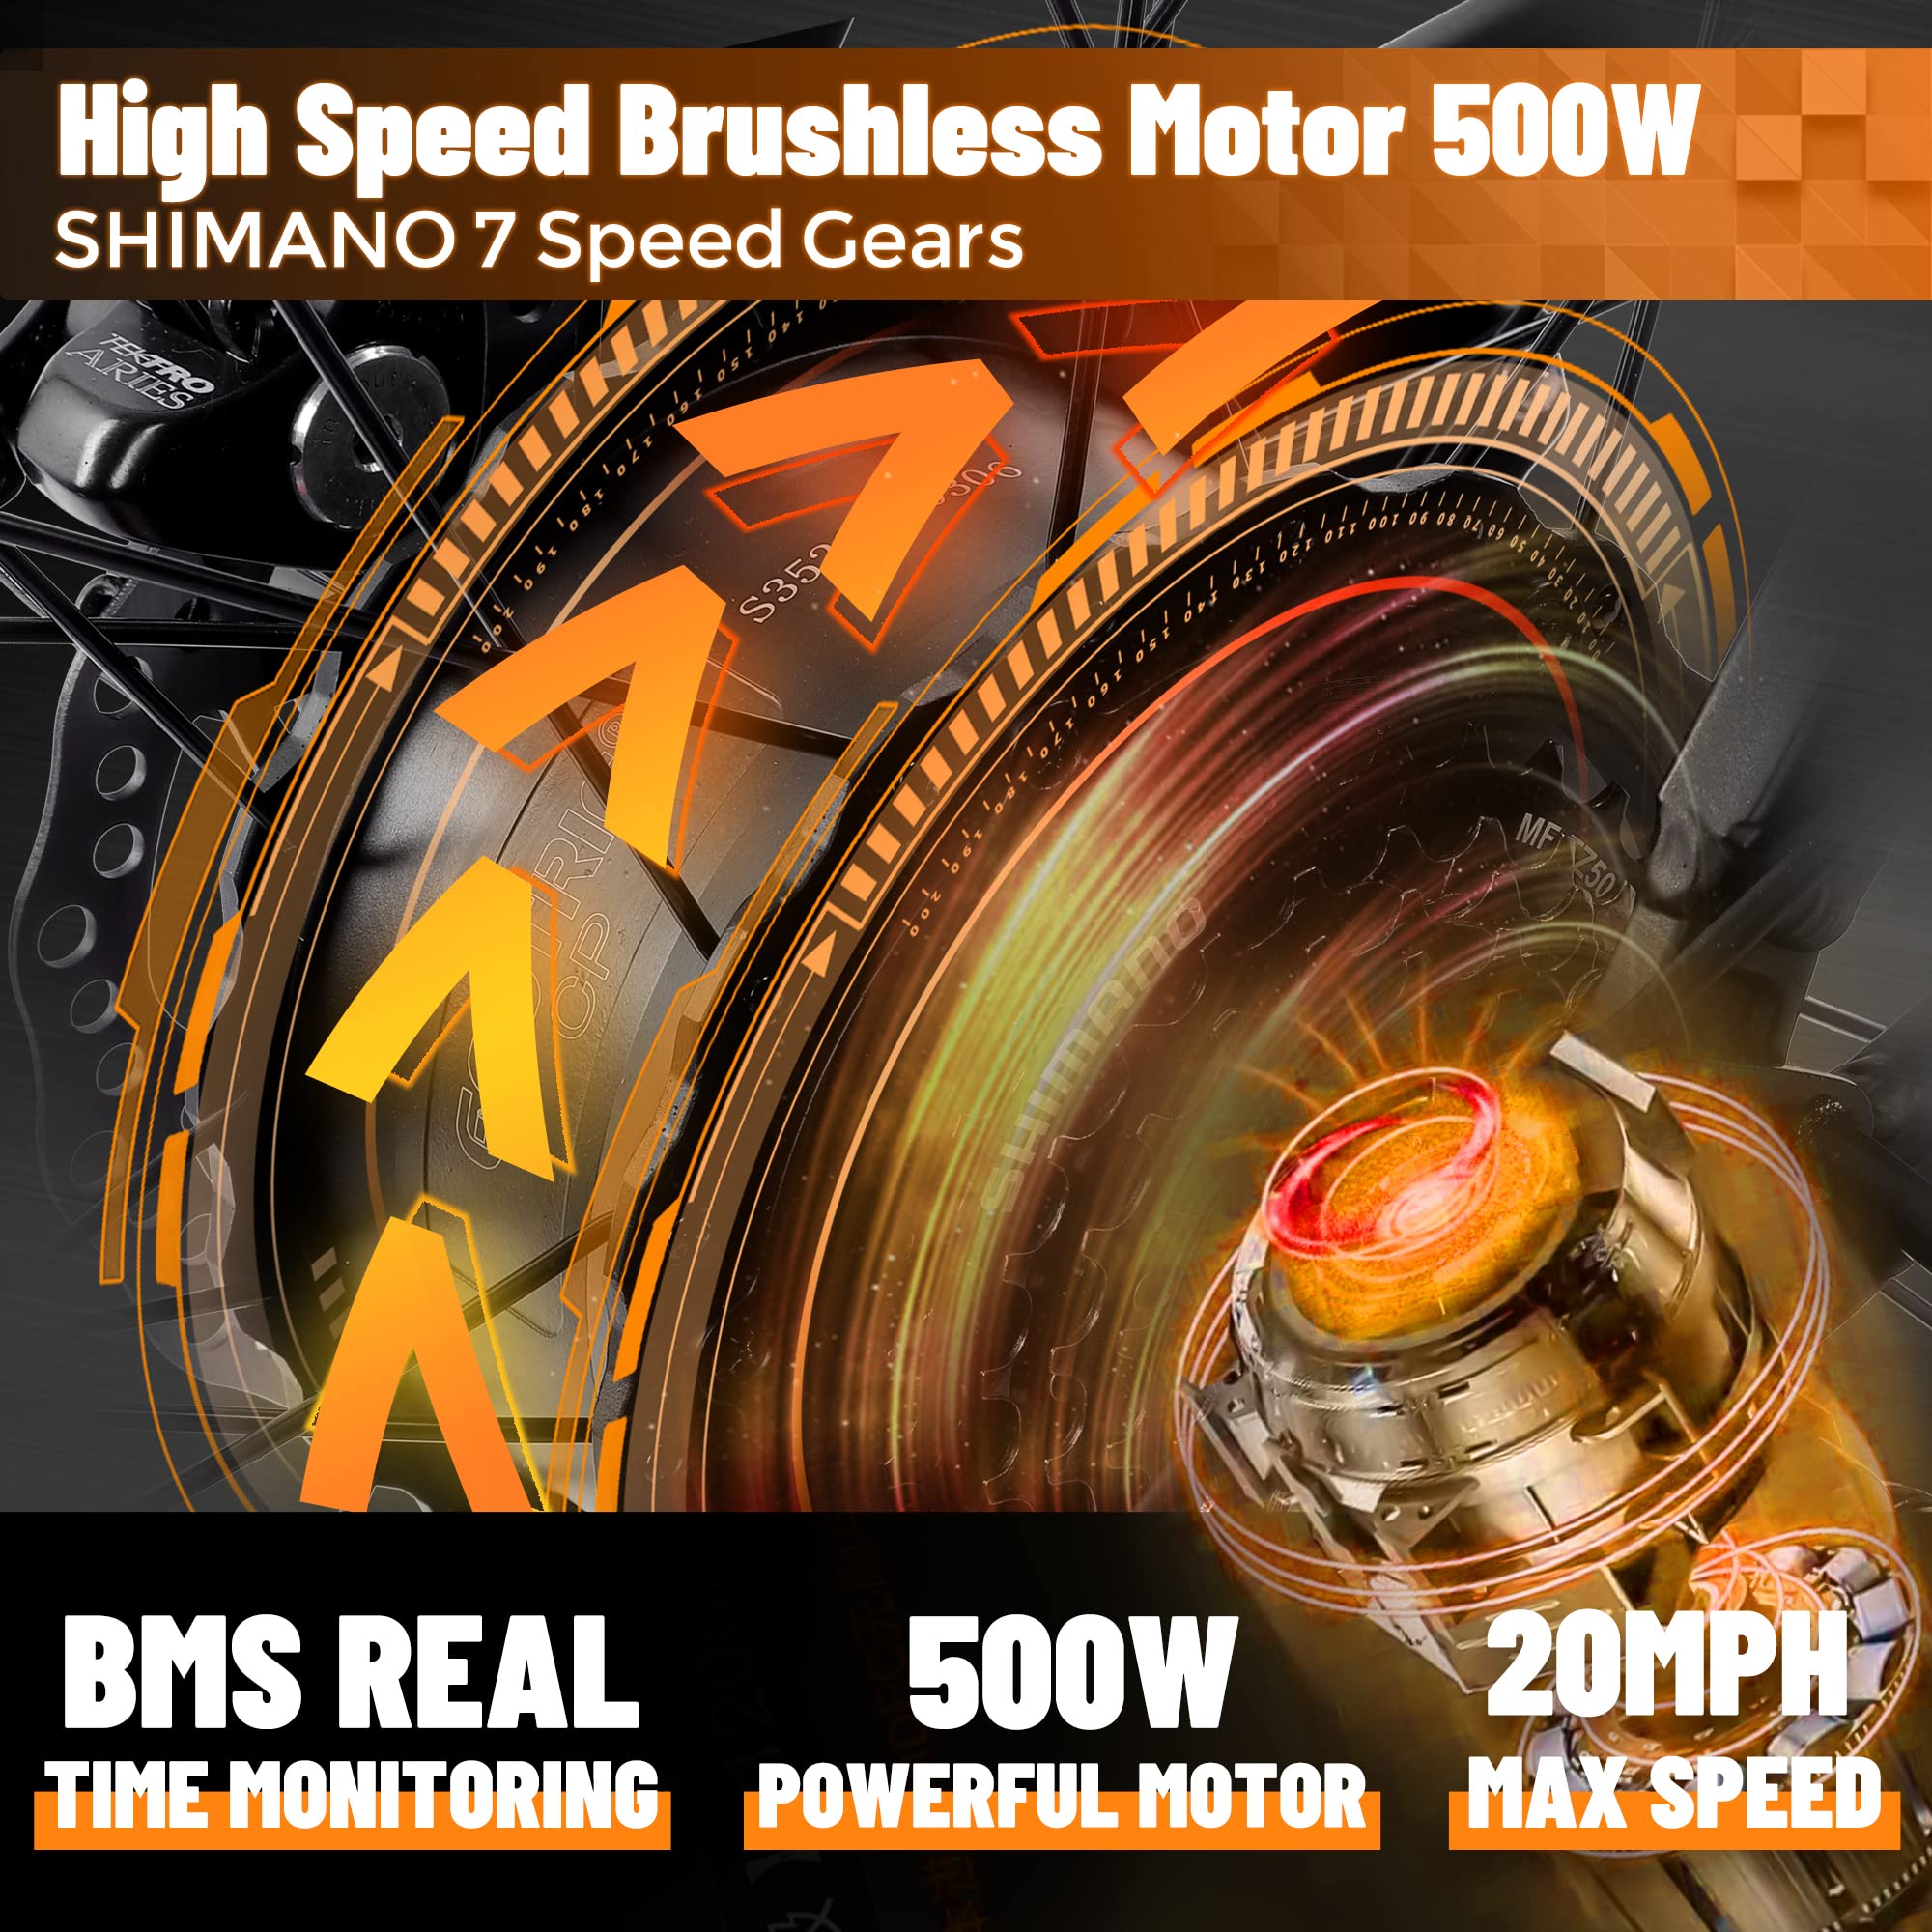 High Speed Brushless Motor 500W
SHIMANO 7 Speed Gears
TEKTRO
ARIES
SHIMANO
BMS REAL
TIME MONITORING
500W
POWERFUL MOTOR
20MPH
MAX SPEED